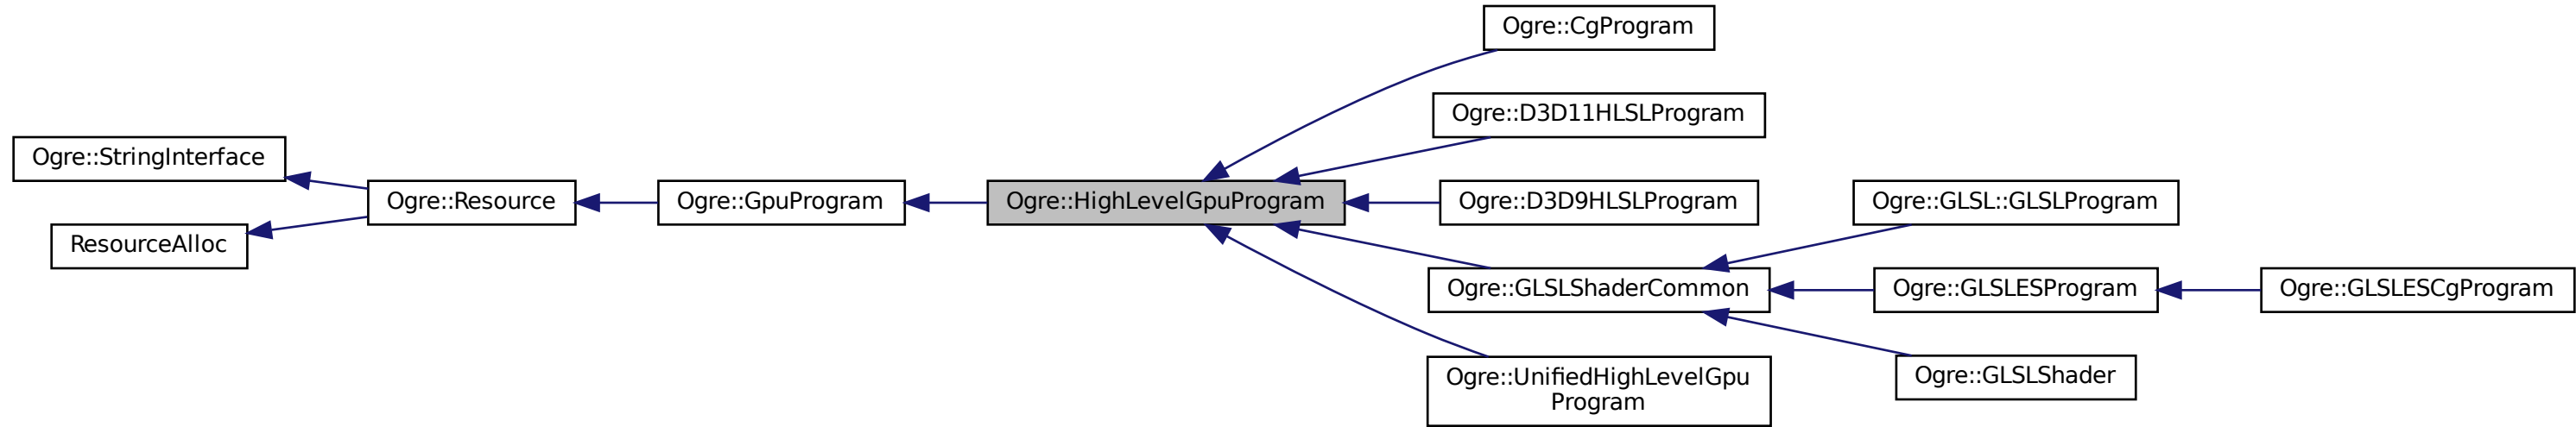 Ogre::StringInterface
ResourceAlloc
Ogre::Resource
Ogre::GpuProgram
Ogre::HighLevelGpuProgram
Ogre::CgProgram
Ogre::D3D11HLSLProgram
Ogre::D3D9HLSLProgram
Ogre::GLSLShaderCommon
Ogre::UnifiedHighLevelGpu
Program
Ogre::GLSL::GLSLProgram
Ogre::GLSLESProgram
Ogre::GLSLShader
Ogre::GLSLESCgProgram